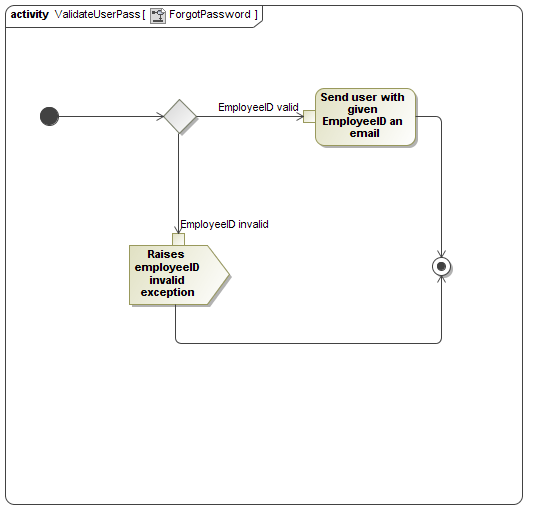 activity ValidateUserPass [ ForgotPassword ]
EmployeeID valid
Send user with
given
EmployeeID an
email
EmployeeID invalid
Raises
employeeID
invalid
exception